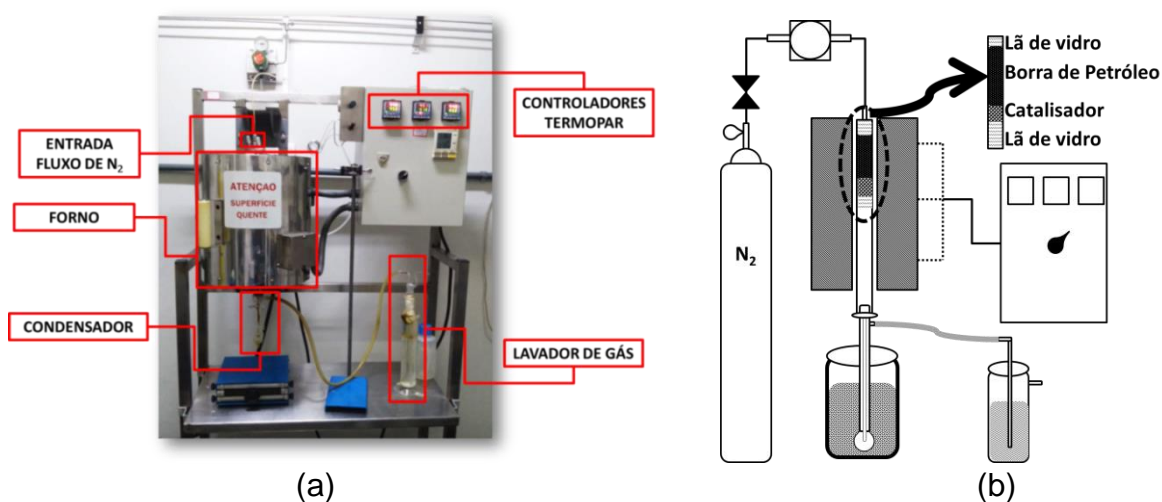 CONTROLADORES
TERMOPAR
ENTRADA
FLUXO DE N₂
ATENÇAO
SUPERFÍCIE
QUENTE
FORNO
CONDENSADOR
LAVADOR DE GÁS
(a)
Lã de vidro
Borra de Petróleo
Catalisador
Lã de vidro
N₂
(b)